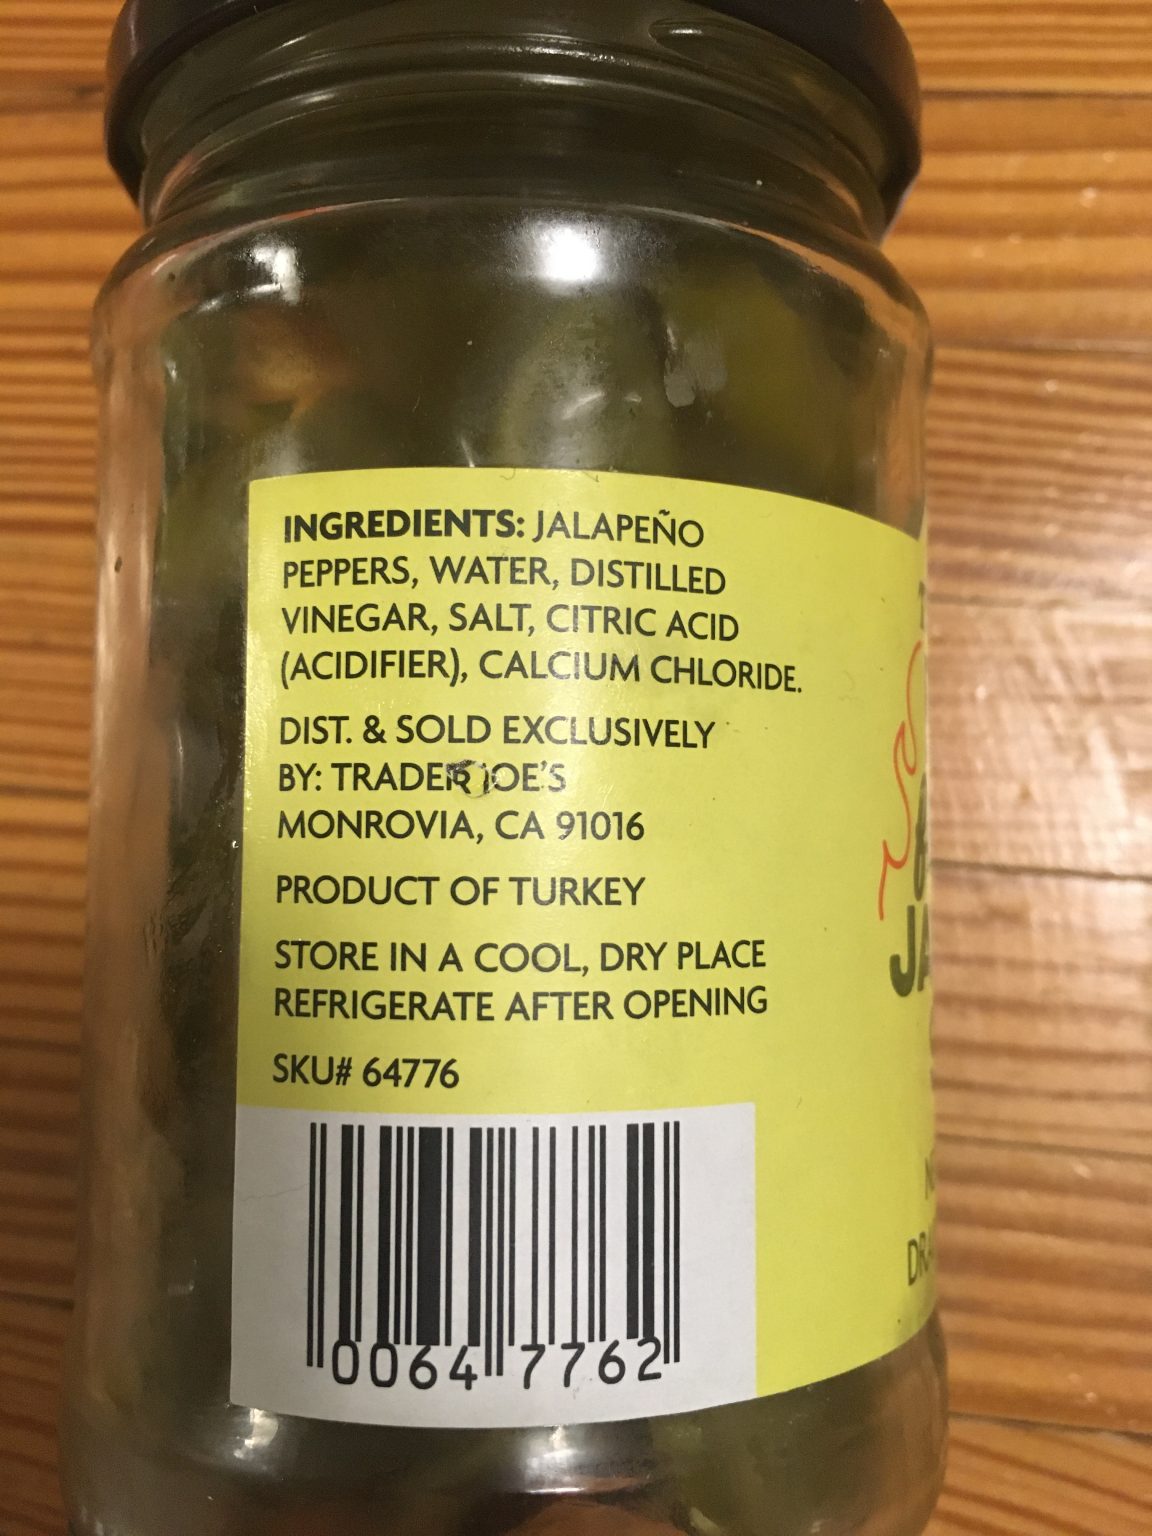 INGREDIENTS: JALAPEÑO
PEPPERS, WATER, DISTILLED
VINEGAR, SALT, CITRIC ACID
(ACIDIFIER), CALCIUM CHLORIDE.
DIST. & SOLD EXCLUSIVELY
BY: TRADER JOE'S
MONROVIA, CA 91016
PRODUCT OF TURKEY
STORE IN A COOL, DRY PLACE
REFRIGERATE AFTER OPENING
SKU# 64776
0064 7762